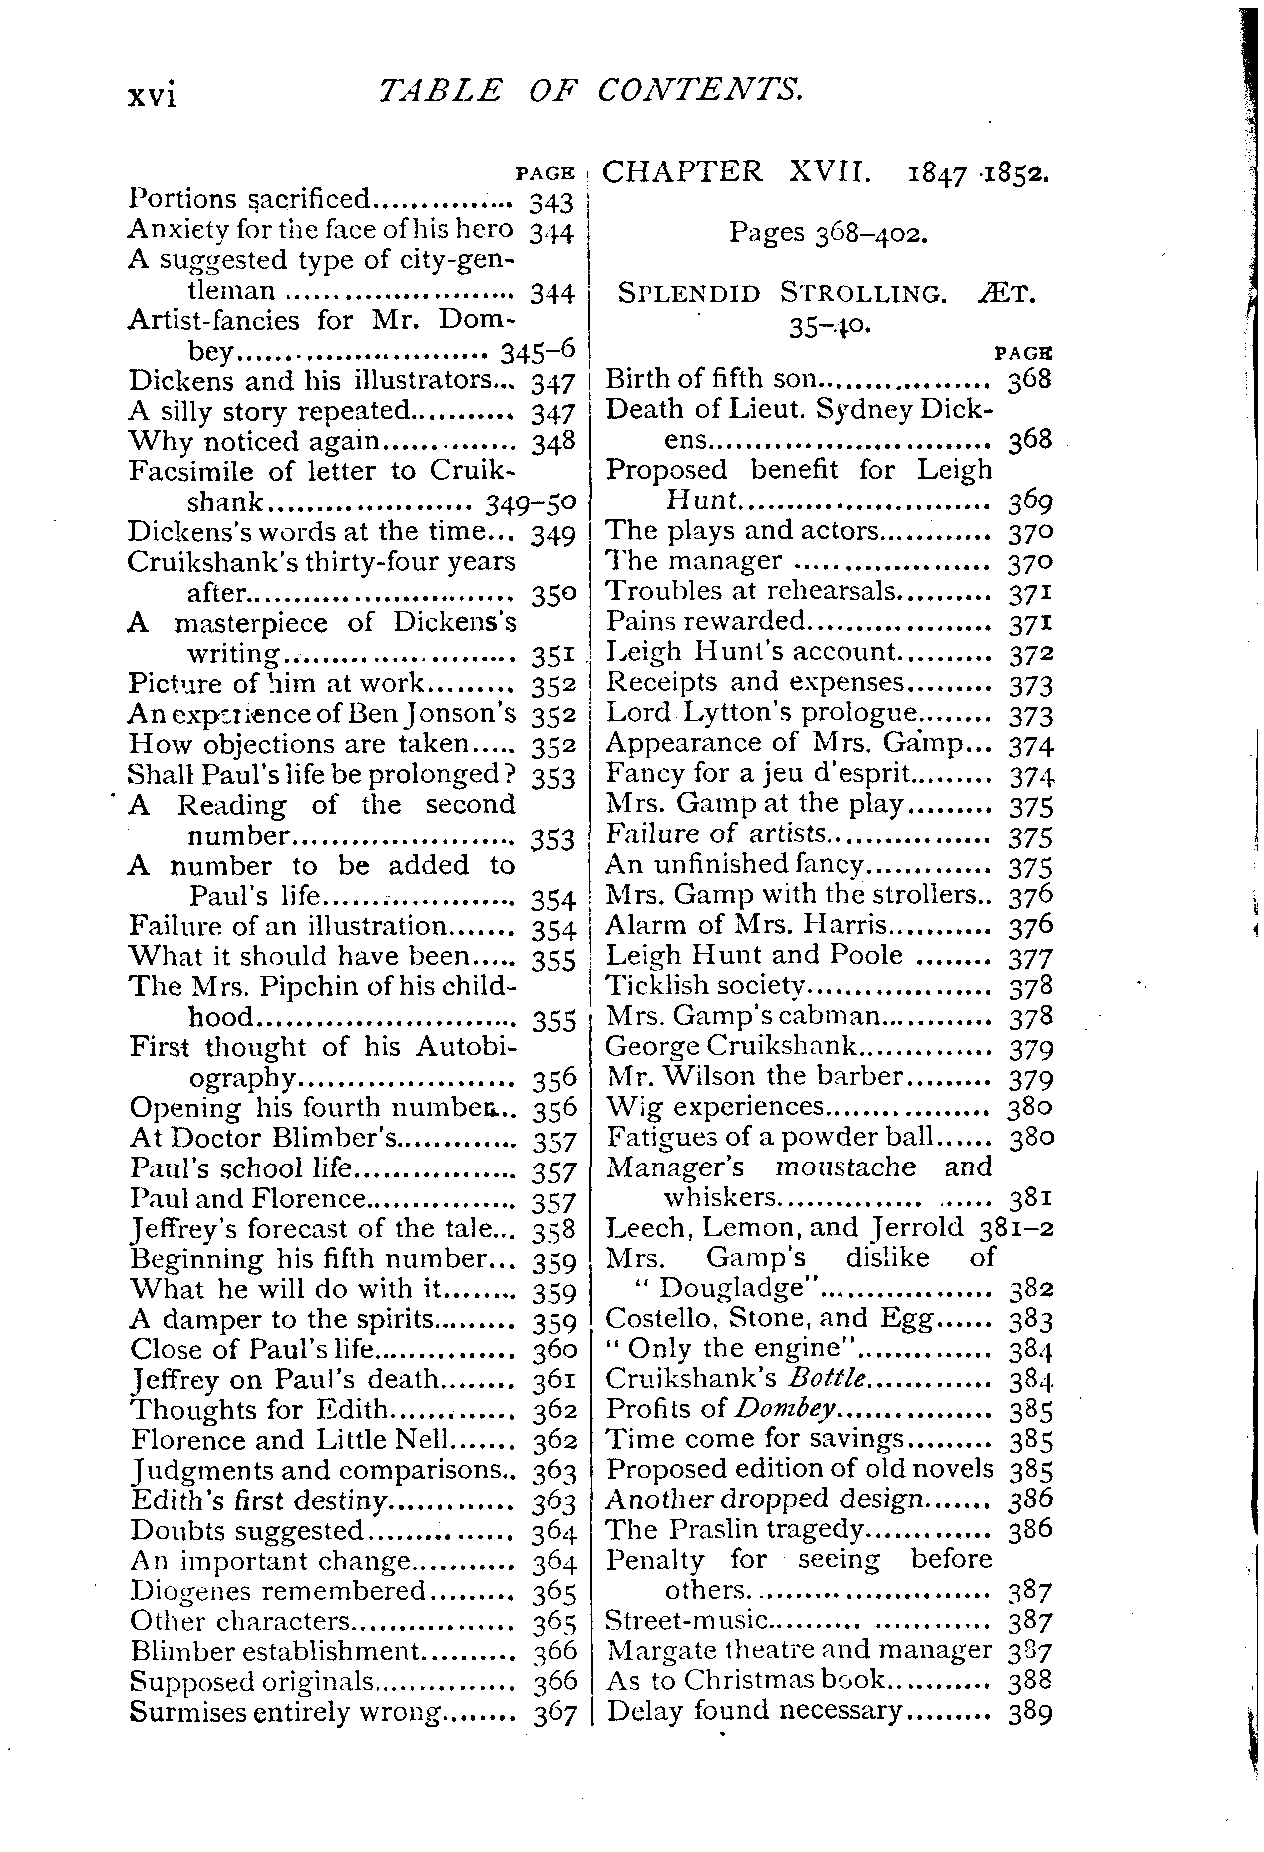 xvi TABLE OF CONTENTS.
PAGE
Portions sacrificed............... 343
Anxiety for the face of his hero 344
A suggested type of city-gen-
tleman ........................ 344
Artist-fancies for Mr. Dom-
bey........................... 345–6
Dickens and his illustrators... 347
A silly story repeated........... 347
Why noticed again.............. 348
Facsimile of letter to Cruik-
shank...................... 349–50
Dickens's words at the time... 349
Cruikshank's thirty-four years
after............................. 350
A masterpiece of Dickens's
writing......................... 351
Picture of him at work......... 352
An experience of Ben Jonson's 352
How objections are taken..... 352
Shall Paul's life be prolonged? 353
A Reading of the second
number........................ 353
A number to be added to
Paul's life..................... 354
Failure of an illustration....... 354
What it should have been..... 355
The Mrs. Pipchin of his child-
hood........................... 355
First thought of his Autobi-
ography....................... 356
Opening his fourth number... 356
At Doctor Blimber's............. 357
Paul's school life................. 357
Paul and Florence................ 357
Jeffrey's forecast of the tale... 358
Beginning his fifth number... 359
What he will do with it........ 359
A damper to the spirits......... 359
Close of Paul's life............... 360
Jeffrey on Paul's death........ 361
Thoughts for Edith............. 362
Florence and Little Nell....... 362
Judgments and comparisons.. 363
Edith's first destiny............. 363
Doubts suggested............... 364
An important change........... 364
Diogenes remembered......... 365
Other characters................. 365
Blimber establishment.......... 366
Supposed originals............... 366
Surmises entirely wrong........ 367
CHAPTER XVII. 1847-1852.
Pages 368–402.
SPLENDID STROLLING. ÆT.
35–40.
PAGE
Birth of fifth son.................. 368
Death of Lieut. Sydney Dick-
ens.............................. 368
Proposed benefit for Leigh
Hunt........................... 369
The plays and actors............ 370
The manager .................... 370
Troubles at rehearsals.......... 371
Pains rewarded................... 371
Leigh Hunt's account.......... 372
Receipts and expenses......... 373
Lord Lytton's prologue........ 373
Appearance of Mrs. Gamp... 374
Fancy for a jeu d'esprit......... 374
Mrs. Gamp at the play......... 375
Failure of artists................. 375
An unfinished fancy............. 375
Mrs. Gamp with the strollers.. 376
Alarm of Mrs. Harris........... 376
Leigh Hunt and Poole ........ 377
Ticklish society................... 378
Mrs. Gamp's cabman............ 378
George Cruikshank.............. 379
Mr. Wilson the barber......... 379
Wig experiences................. 380
Fatigues of a powder ball...... 380
Manager's moustache and
whiskers............... ...... 381
Leech, Lemon, and Jerrold 381–2
Mrs. Gamp's dislike of
" Dougladge".................. 382
Costello, Stone, and Egg...... 383
" Only the engine".............. 384
Cruikshank's Bottle............. 384
Profits of Dombey................ 385
Time come for savings......... 385
Proposed edition of old novels 385
Another dropped design....... 386
The Praslin tragedy............. 386
Penalty for seeing before
others.......................... 387
Street-music.......... ............ 387
Margate theatre and manager 387
As to Christmas book........... 388
Delay found necessary......... 389